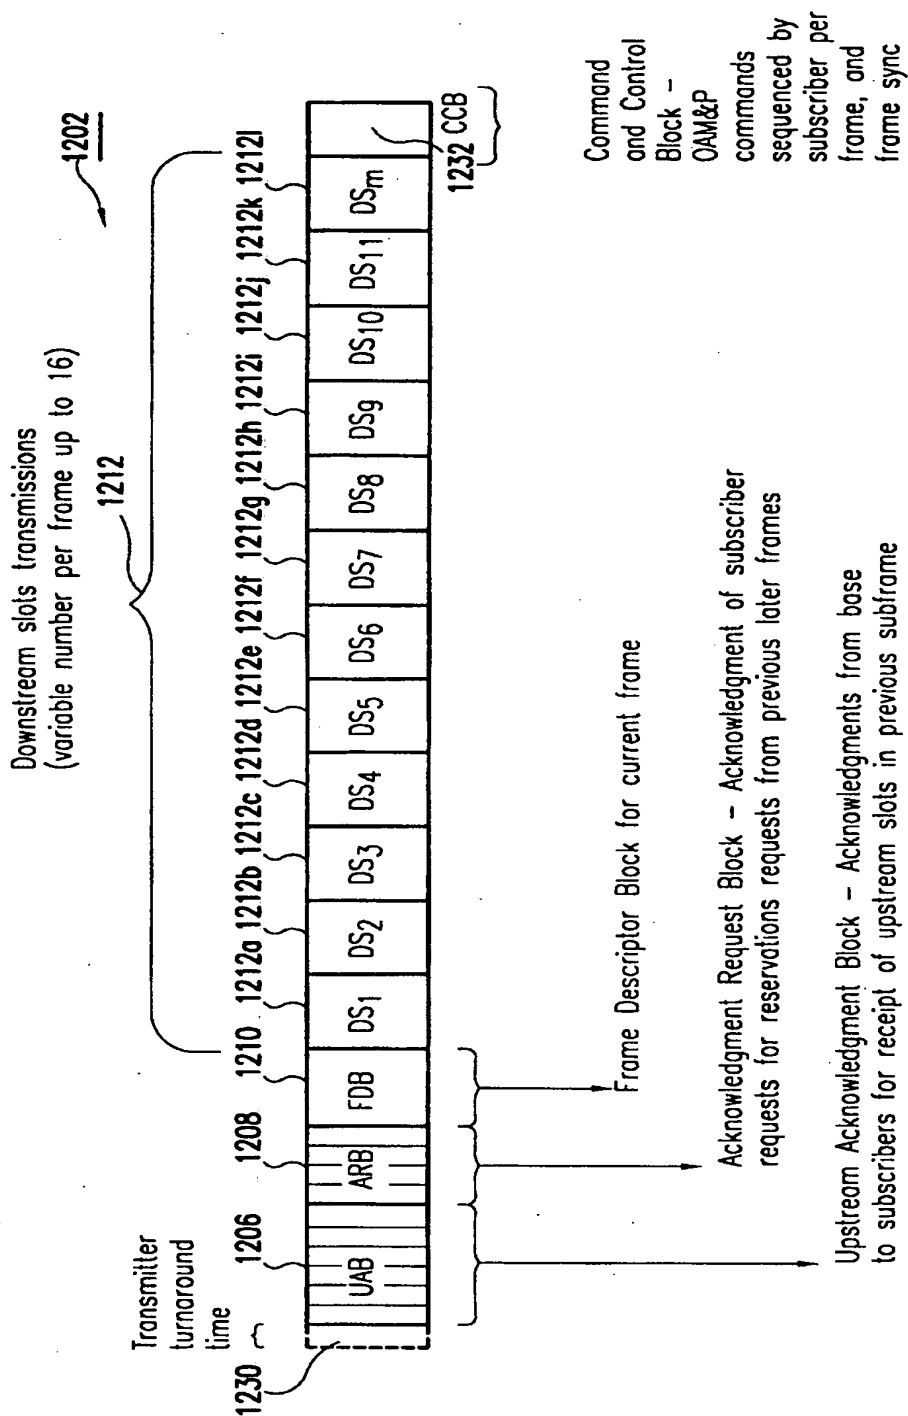 Downstream slots transmissions
(variable number per frame up to 16)
1212
1202
Transmitter
turnaround
time
1230
1206
1208
1210
1212a
1212b
1212c
1212d
1212e
1212f
1212g
1212h
1212i
1212j
1212k
1212l
UAB
ARB
FDB
DS1
DS2
DS3
DS4
DS5
DS6
DS7
DS8
DS9
DS10
DS11
DSm
1232 CCB
Frame Descriptor Block for current frame
Acknowledgment Request Block – Acknowledgment of subscriber
requests for reservations requests from previous later frames
Upstream Acknowledgment Block – Acknowledgments from base
to subscribers for receipt of upstream slots in previous subframe
Command
and Control
Block –
OAM&P
commands
sequenced by
subscriber per
frame, and
frame sync